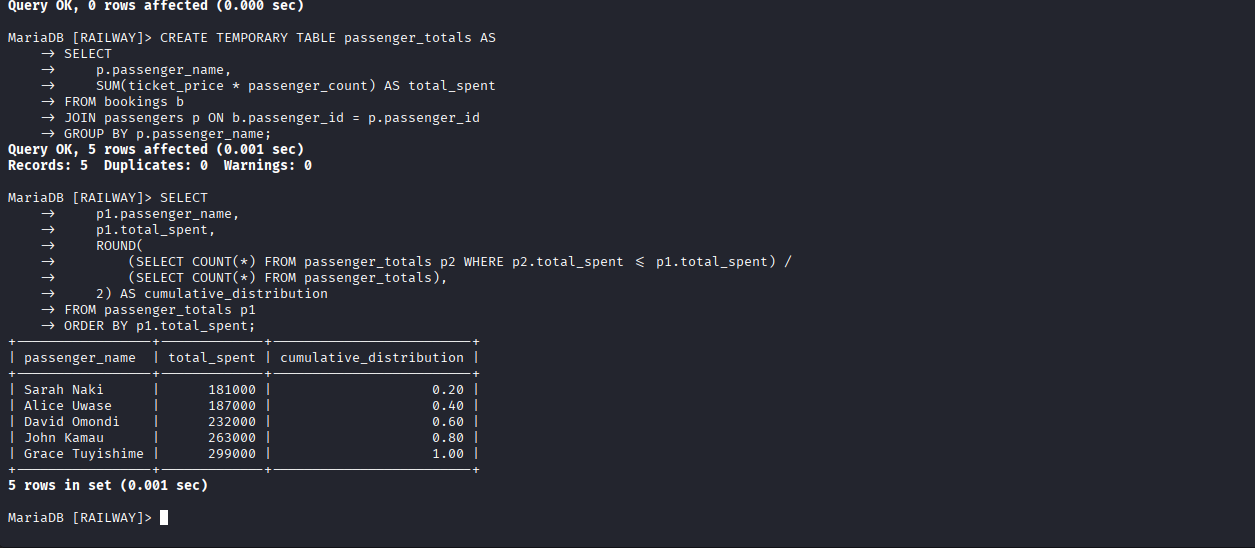 Query OK, 0 rows affected (0.000 sec)
MariaDB [RAILWAY]> CREATE TEMPORARY TABLE passenger_totals AS
    → SELECT
    →     p.passenger_name,
    →     SUM(ticket_price * passenger_count) AS total_spent
    → FROM bookings b
    → JOIN passengers p ON b.passenger_id = p.passenger_id
    → GROUP BY p.passenger_name;
Query OK, 5 rows affected (0.001 sec)
Records: 5  Duplicates: 0  Warnings: 0
MariaDB [RAILWAY]> SELECT
    →     p1.passenger_name,
    →     p1.total_spent,
    →     ROUND(
    →         (SELECT COUNT(*) FROM passenger_totals p2 WHERE p2.total_spent ≤ p1.total_spent) /
    →         (SELECT COUNT(*) FROM passenger_totals),
    →     2) AS cumulative_distribution
    → FROM passenger_totals p1
    → ORDER BY p1.total_spent;
| passenger_name  | total_spent | cumulative_distribution |
| Sarah Naki      |      181000 |                    0.20 |
| Alice Uwase     |      187000 |                    0.40 |
| David Omondi    |      232000 |                    0.60 |
| John Kamau      |      263000 |                    0.80 |
| Grace Tuyishime |      299000 |                    1.00 |
5 rows in set (0.001 sec)
MariaDB [RAILWAY]>